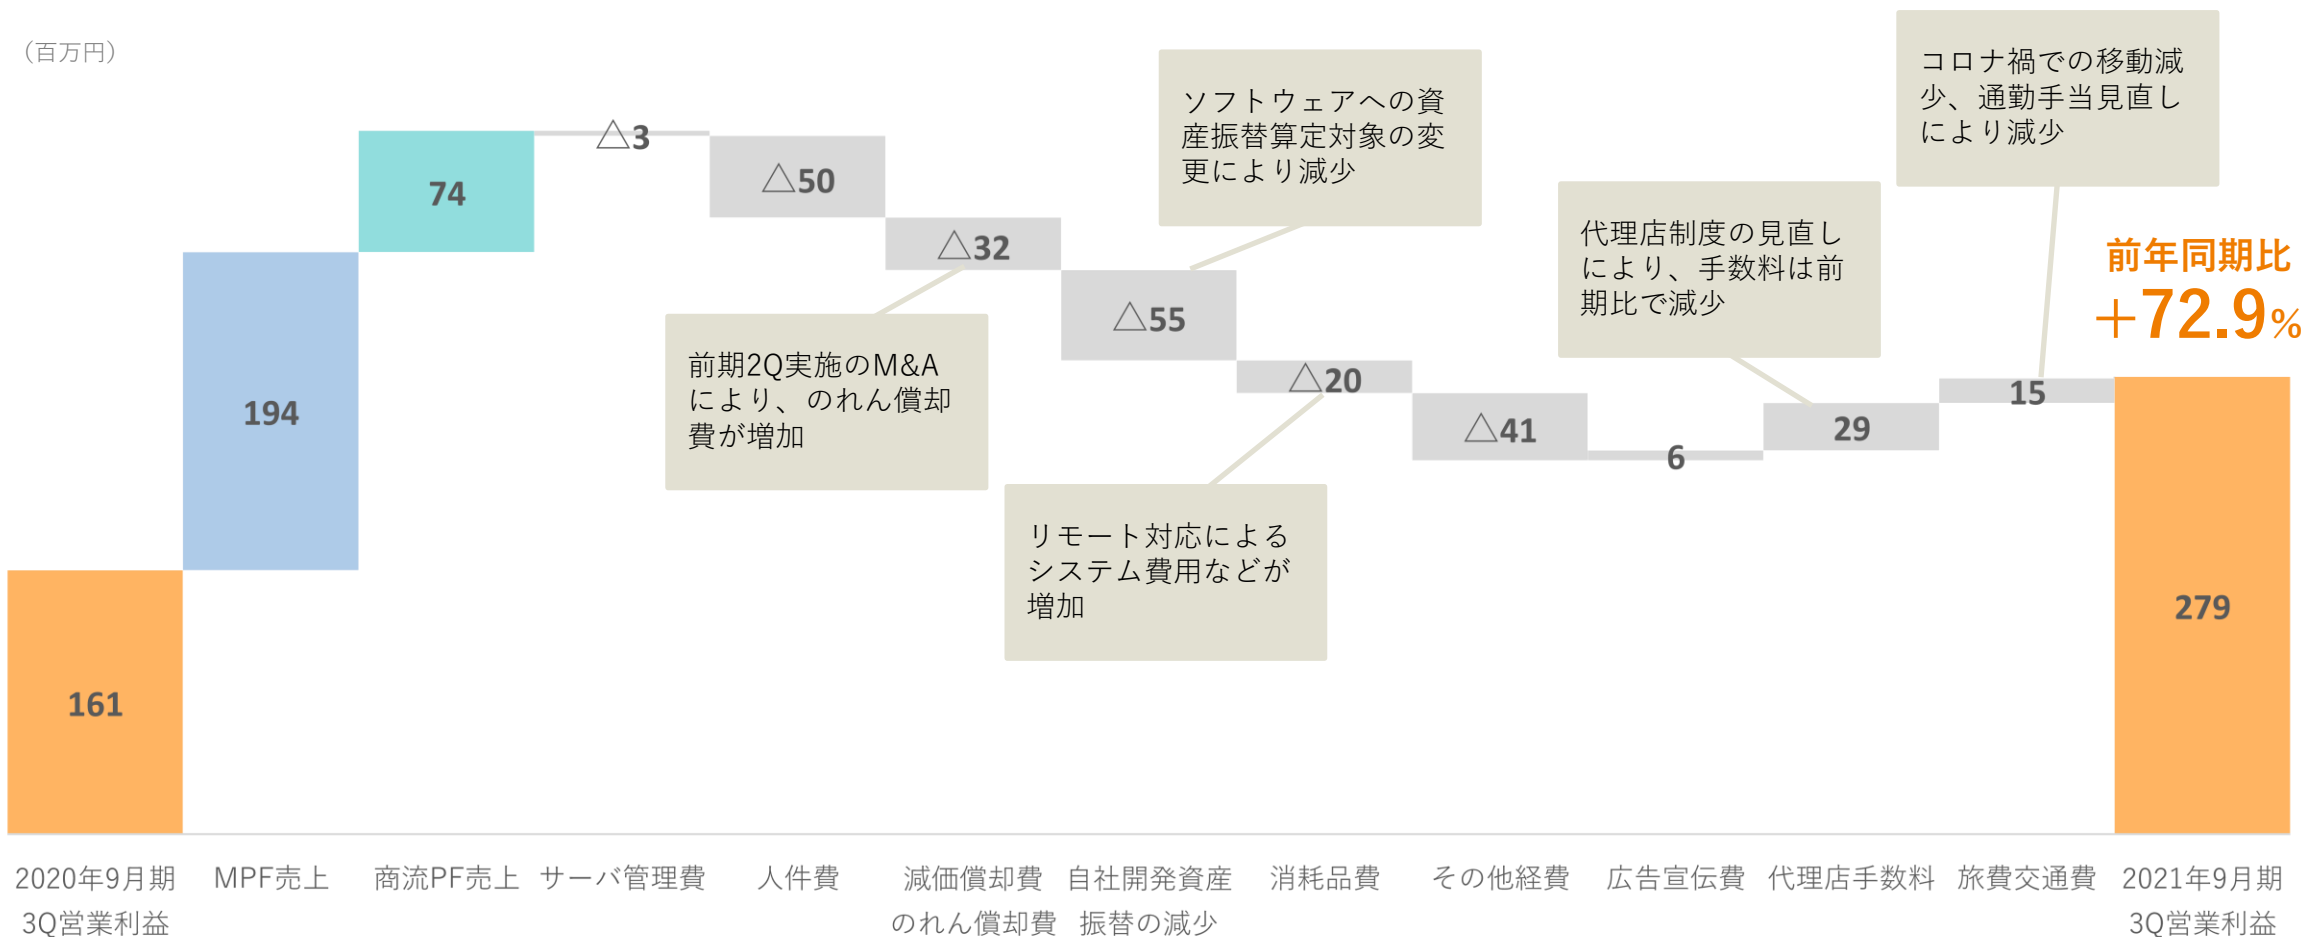 （百万円）
コロナ禍での移動減
少、通勤手当見直し
により減少
ソフトウェアへの資
産振替算定対象の変
更により減少
代理店制度の見直し
により、手数料は前
期比で減少
前期2Q実施のM&A
により、のれん償却
費が増加
リモート対応による
システム費用などが
増加
前年同期比
＋72.9%
161
194
74
△3
△50
△32
△55
△20
△41
6
29
15
279
2020年9月期
3Q営業利益
MPF売上
商流PF売上
サーバ管理費
人件費
減価償却費
のれん償却費
自社開発資産
振替の減少
消耗品費
その他経費
広告宣伝費
代理店手数料
旅費交通費
2021年9月期
3Q営業利益